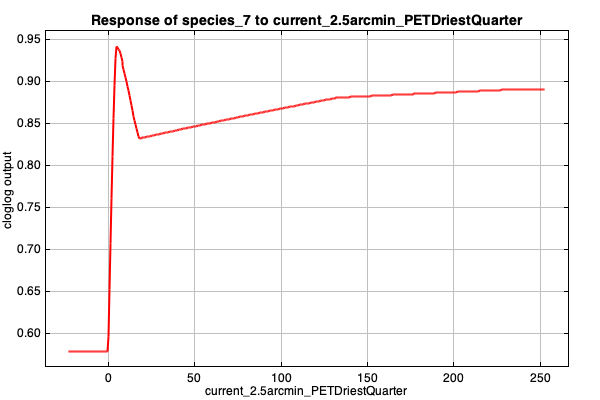 Response of species_7 to current_2.5arcmin_PETDriestQuarter
0.95
0.90
0.85
0.80
0.75
0.70
0.65
0.60
cloglog output
0 50 100 150 200 250
current_2.5arcmin_PETDriestQuarter